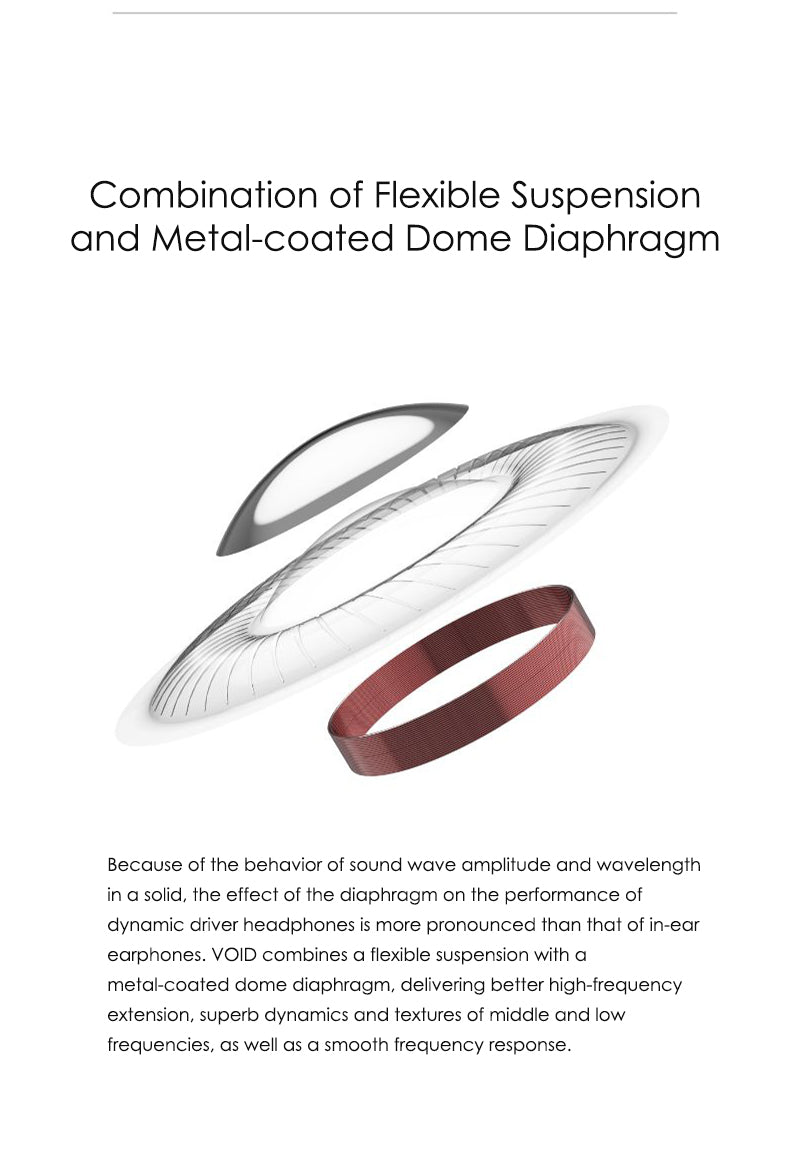 Combination of Flexible Suspension
and Metal-coated Dome Diaphragm
Because of the behavior of sound wave amplitude and wavelength
in a solid, the effect of the diaphragm on the performance of
dynamic driver headphones is more pronounced than that of in-ear
earphones. VOID combines a flexible suspension with a
metal-coated dome diaphragm, delivering better high-frequency
extension, superb dynamics and textures of middle and low
frequencies, as well as a smooth frequency response.